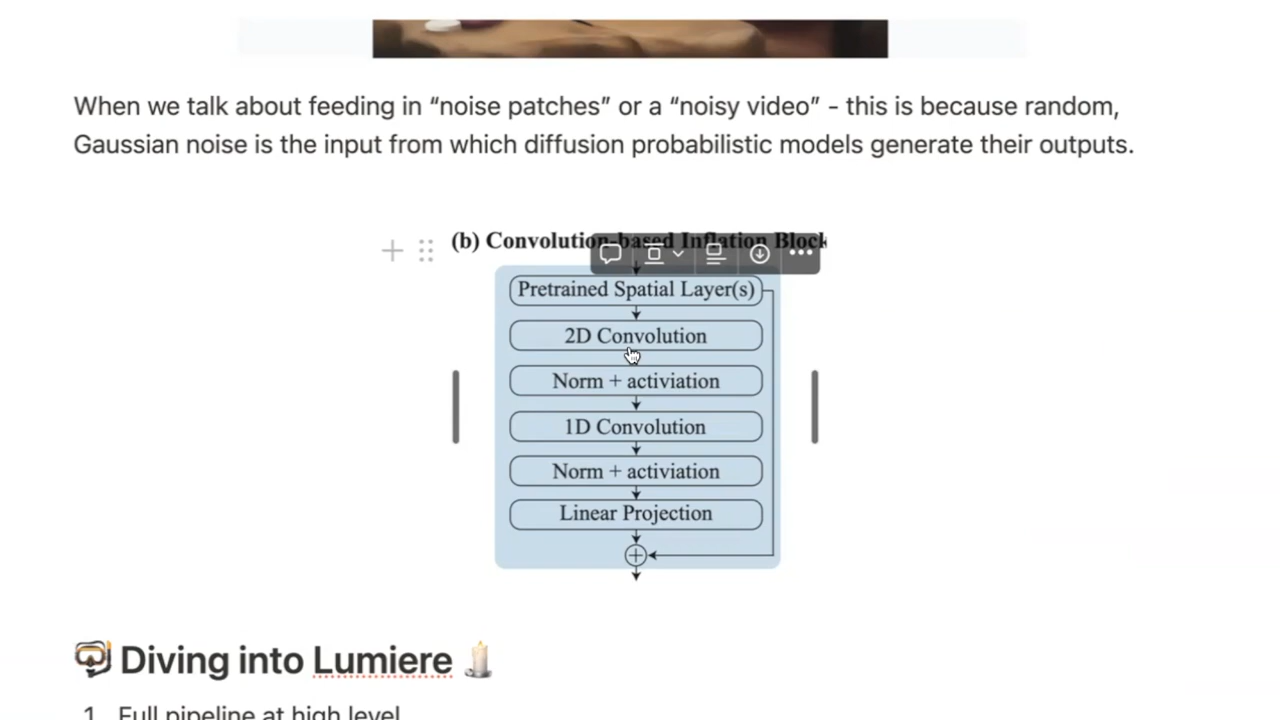 When we talk about feeding in “noise patches” or a “noisy video” - this is because random,
Gaussian noise is the input from which diffusion probabilistic models generate their outputs.
(b) Convolution-based Inflation Block
Pretrained Spatial Layer(s)
2D Convolution
Norm + activiation
1D Convolution
Norm + activiation
Linear Projection
Diving into Lumiere
1. Full pipeline at high level